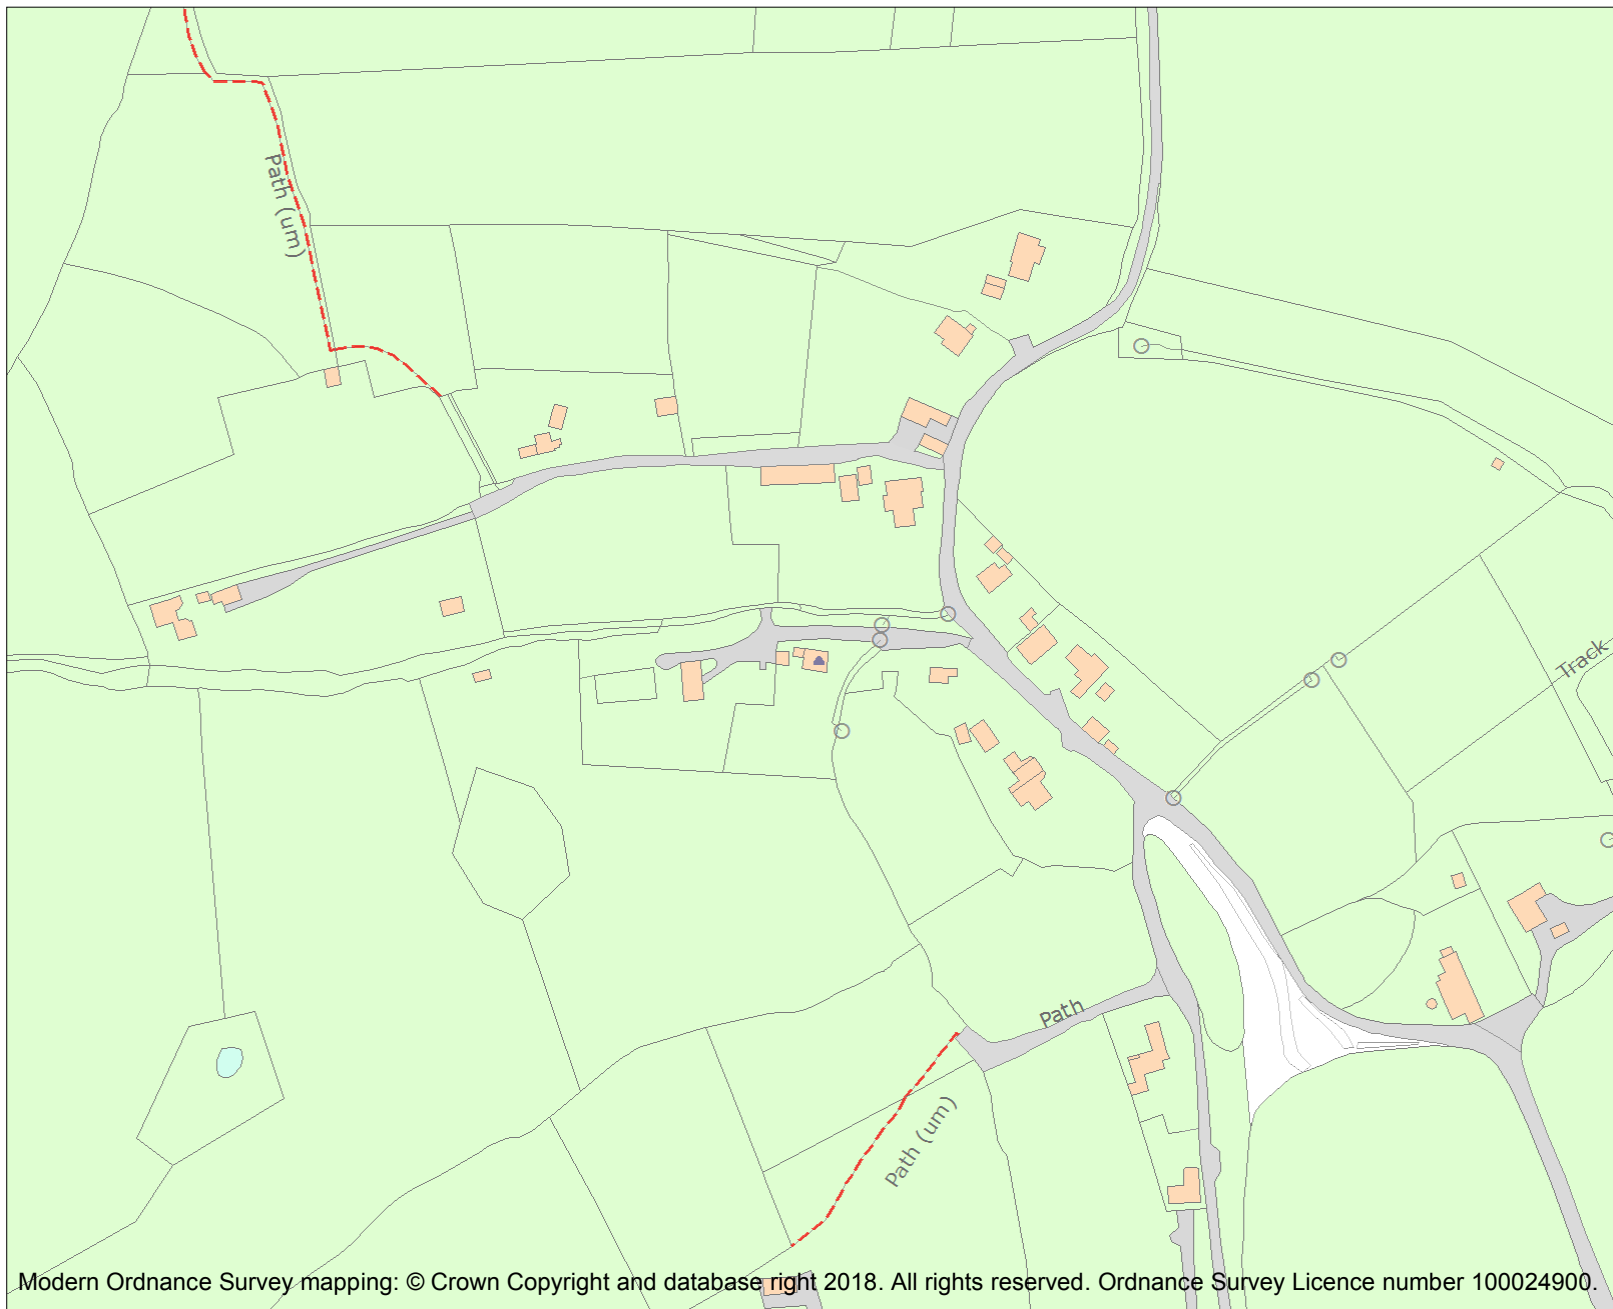 Path (um)
Track
Path
Path (um)
Modern Ordnance Survey mapping: © Crown Copyright and database right 2018. All rights reserved. Ordnance Survey Licence number 100024900.